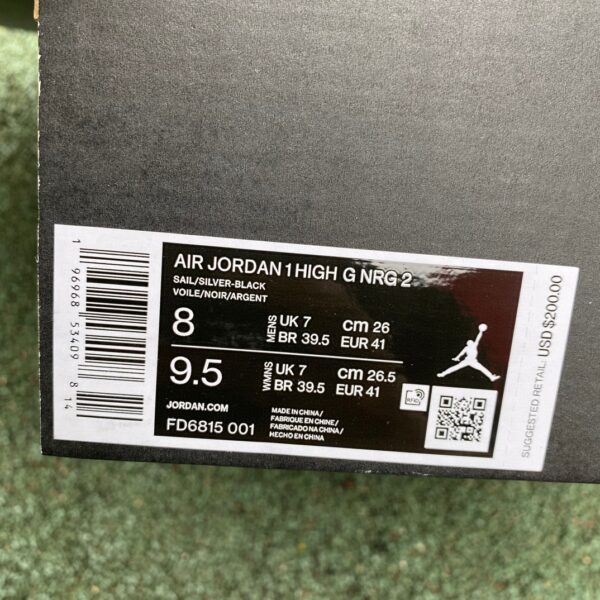 1 96968 53409 8 14
AIR JORDAN 1 HIGH G NRG 2
SAIL/SILVER-BLACK
VOILE/NOIR/ARGENT
8 MENS UK 7 cm 26
BR 39.5 EUR 41
9.5 WMNS UK 7 cm 26.5
BR 39.5 EUR 41
JORDAN.COM
FD6815 001
MADE IN CHINA/
FABRIQUE EN CHINE/
FABRICADO NA CHINA/
HECHO EN CHINA
RFID
SUGGESTED RETAIL: USD $200.00